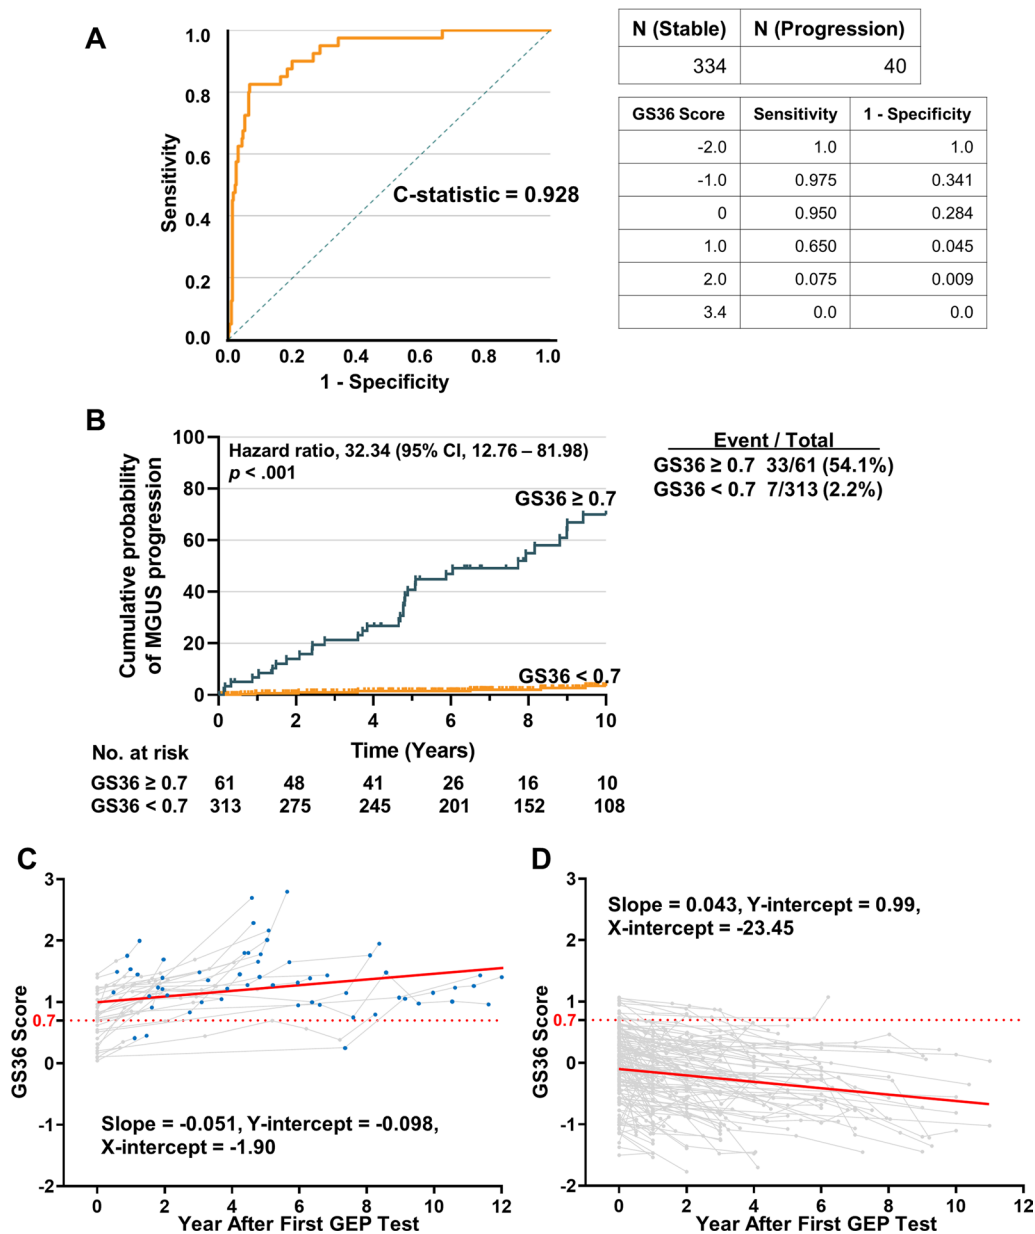 A
1.0
0.8
0.6
0.4
0.2
0.0
Sensitivity
C-statistic = 0.928
0.0 0.2 0.4 0.6 0.8 1.0
1 - Specificity
N (Stable) N (Progression)
334 40
GS36 Score Sensitivity 1 - Specificity
-2.0 1.0 1.0
-1.0 0.975 0.341
0 0.950 0.284
1.0 0.650 0.045
2.0 0.075 0.009
3.4 0.0 0.0
B
100
80
60
40
20
0
Cumulative probability
of MGUS progression
Hazard ratio, 32.34 (95% CI, 12.76 – 81.98)
p < .001
GS36 ≥ 0.7
GS36 < 0.7
0 2 4 6 8 10
Time (Years)
Event / Total
GS36 ≥ 0.7 33/61 (54.1%)
GS36 < 0.7 7/313 (2.2%)
No. at risk
GS36 ≥ 0.7 61 48 41 26 16 10
GS36 < 0.7 313 275 245 201 152 108
C
3
2
1
0.7
0
-1
-2
GS36 Score
Slope = -0.051, Y-intercept = -0.098,
X-intercept = -1.90
0 2 4 6 8 10 12
Year After First GEP Test
D
3
2
1
0.7
0
-1
-2
GS36 Score
Slope = 0.043, Y-intercept = 0.99,
X-intercept = -23.45
0 2 4 6 8 10 12
Year After First GEP Test